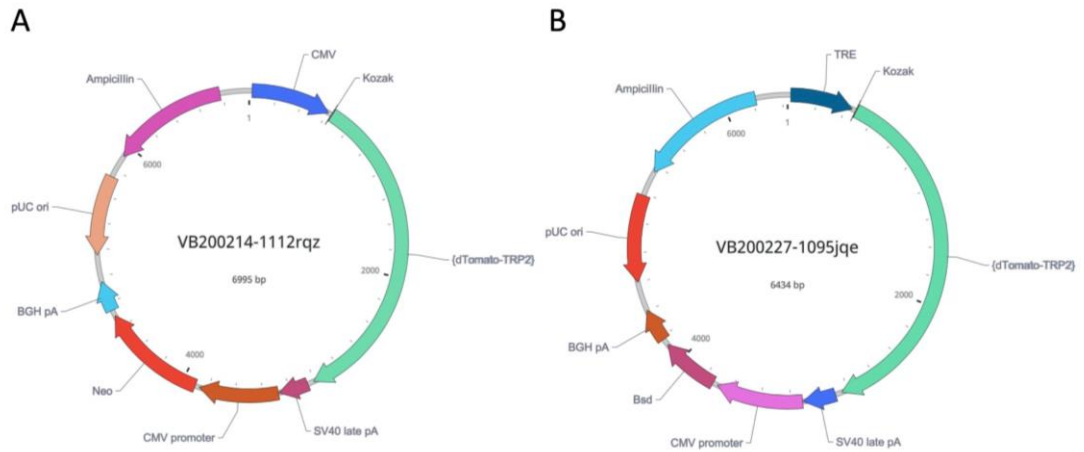 A
CMV
Kozak
Ampicillin
1
6000
pUC ori
VB200214-1112rqz
6995 bp
{dTomato-TRP2}
2000
BGH pA
4000
Neo
CMV promoter
SV40 late pA
B
TRE
Kozak
Ampicillin
1
6000
pUC ori
VB200227-1095jqe
6434 bp
{dTomato-TRP2}
2000
BGH pA
4000
Bsd
CMV promoter
SV40 late pA